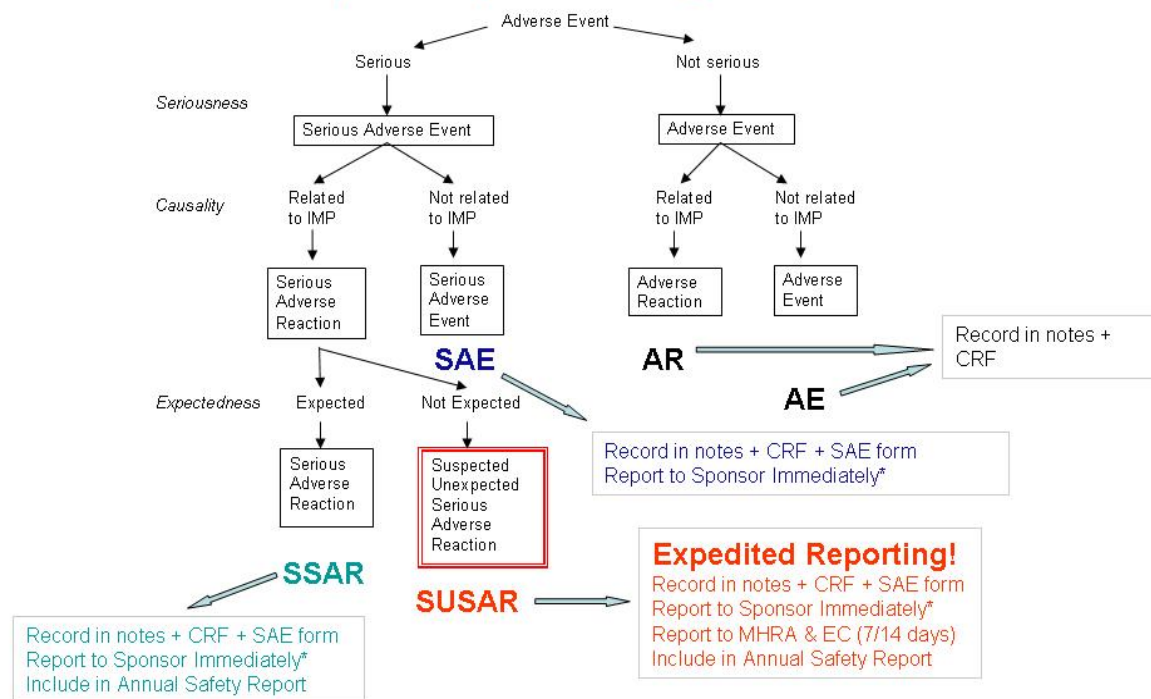 Adverse Event
Serious
Not serious
Seriousness
Serious Adverse Event
Adverse Event
Causality
Related
to IMP
Not related
to IMP
Related
to IMP
Not related
to IMP
Serious
Adverse
Reaction
Serious
Adverse
Event
Adverse
Reaction
Adverse
Event
SAE
AR
AE
Record in notes +
CRF
Expectedness
Expected
Not Expected
Record in notes + CRF + SAE form
Report to Sponsor Immediately*
Serious
Adverse
Reaction
Suspected
Unexpected
Serious
Adverse
Reaction
SSAR
SUSAR
Expedited Reporting!
Record in notes + CRF + SAE form
Report to Sponsor Immediately*
Report to MHRA & EC (7/14 days)
Include in Annual Safety Report
Record in notes + CRF + SAE form
Report to Sponsor Immediately*
Include in Annual Safety Report